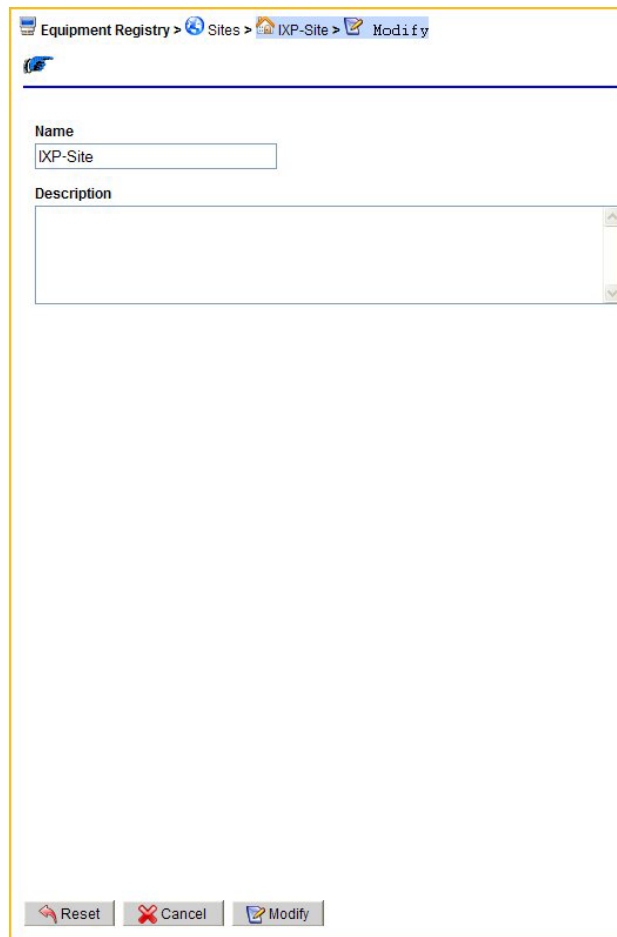 Equipment Registry > Sites > IXP-Site > Modify
Name
IXP-Site
Description
Reset Cancel Modify